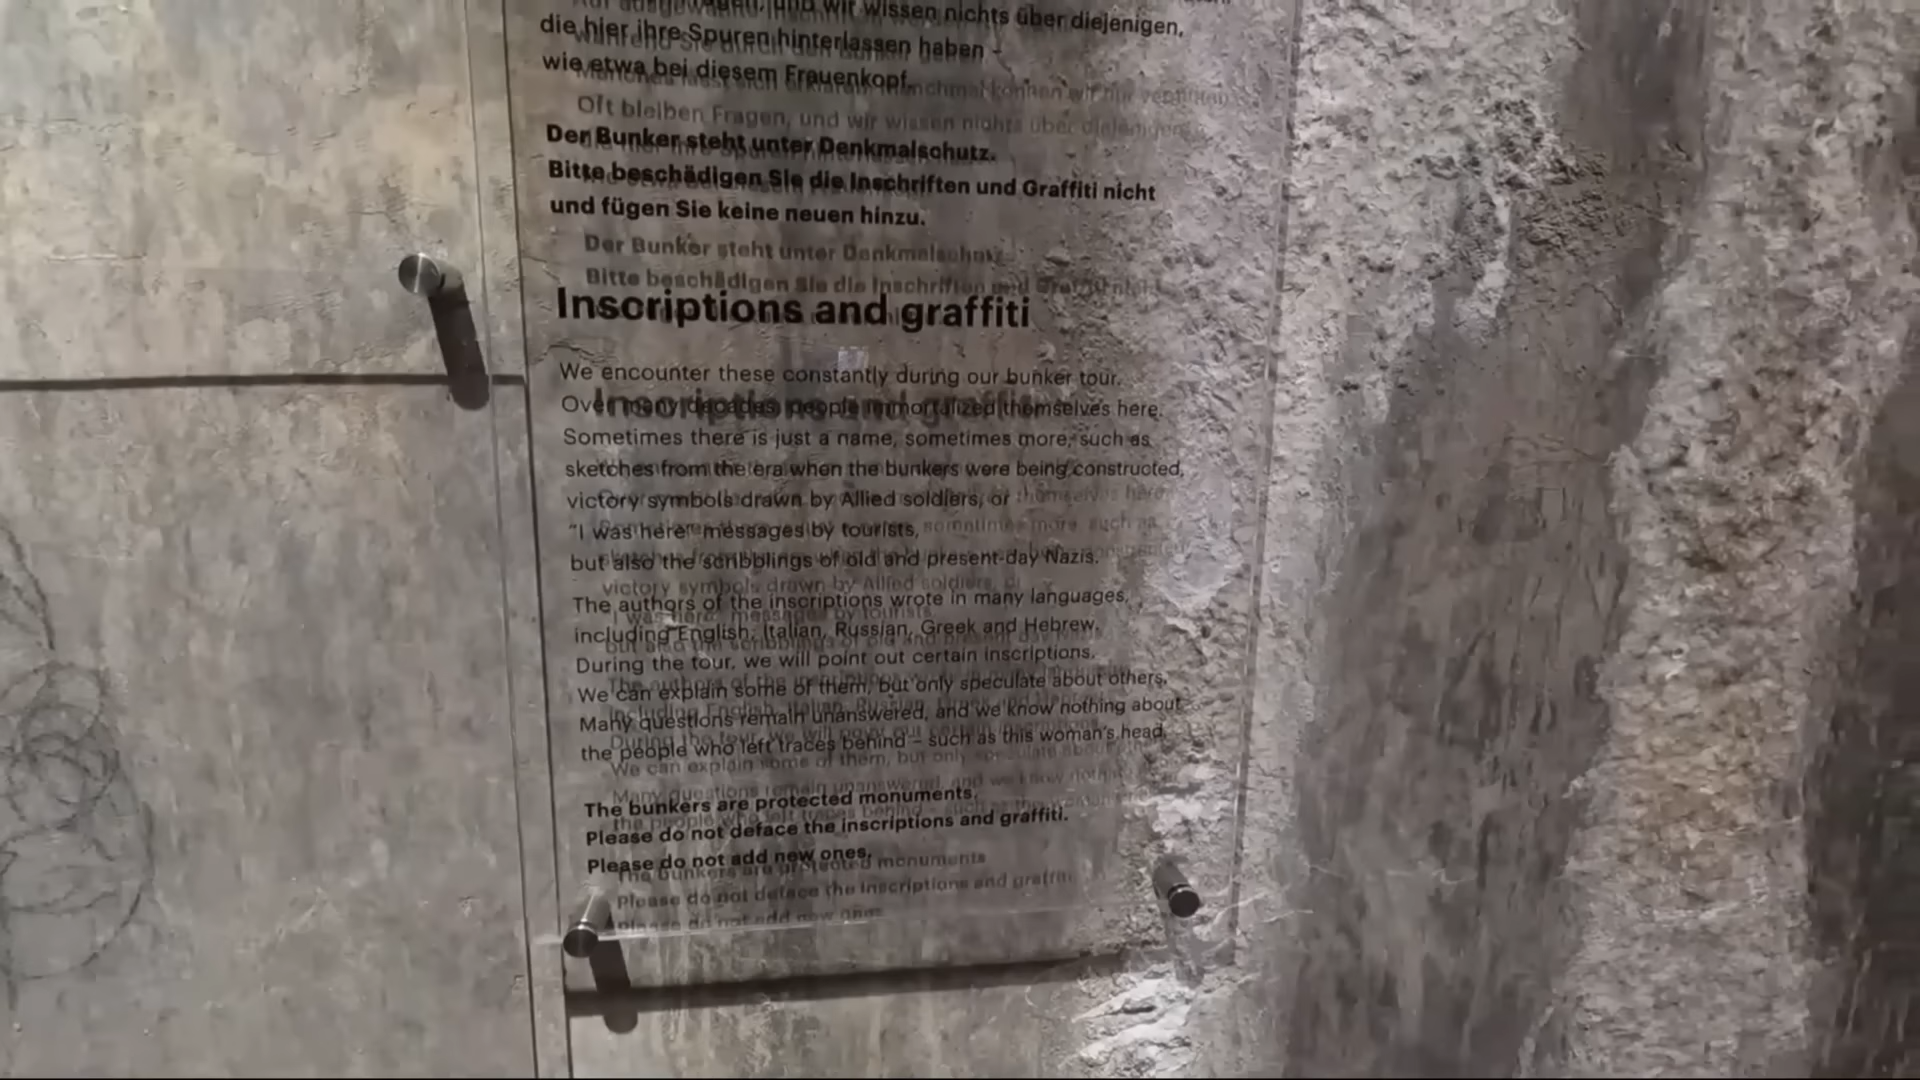 und wir wissen nichts über diejenigen,
die hier ihre Spuren hinterlassen haben –
wie etwa bei diesem Frauenkopf.
Der Bunker steht unter Denkmalschutz.
Bitte beschädigen Sie die Inschriften und Graffiti nicht
und fügen Sie keine neuen hinzu.
Inscriptions and graffiti
We encounter these constantly during our bunker tour.
Over many decades, people immortalized themselves here.
Sometimes there is just a name, sometimes more, such as
sketches from the era when the bunkers were being constructed,
victory symbols drawn by Allied soldiers, or
"I was here" messages by tourists,
but also the scribblings of old and present-day Nazis.
The authors of the inscriptions wrote in many languages,
including English, Italian, Russian, Greek and Hebrew.
During the tour, we will point out certain inscriptions.
We can explain some of them, but only speculate about others.
Many questions remain unanswered, and we know nothing about
the people who left traces behind – such as this woman's head.
The bunkers are protected monuments.
Please do not deface the inscriptions and graffiti.
Please do not add new ones.